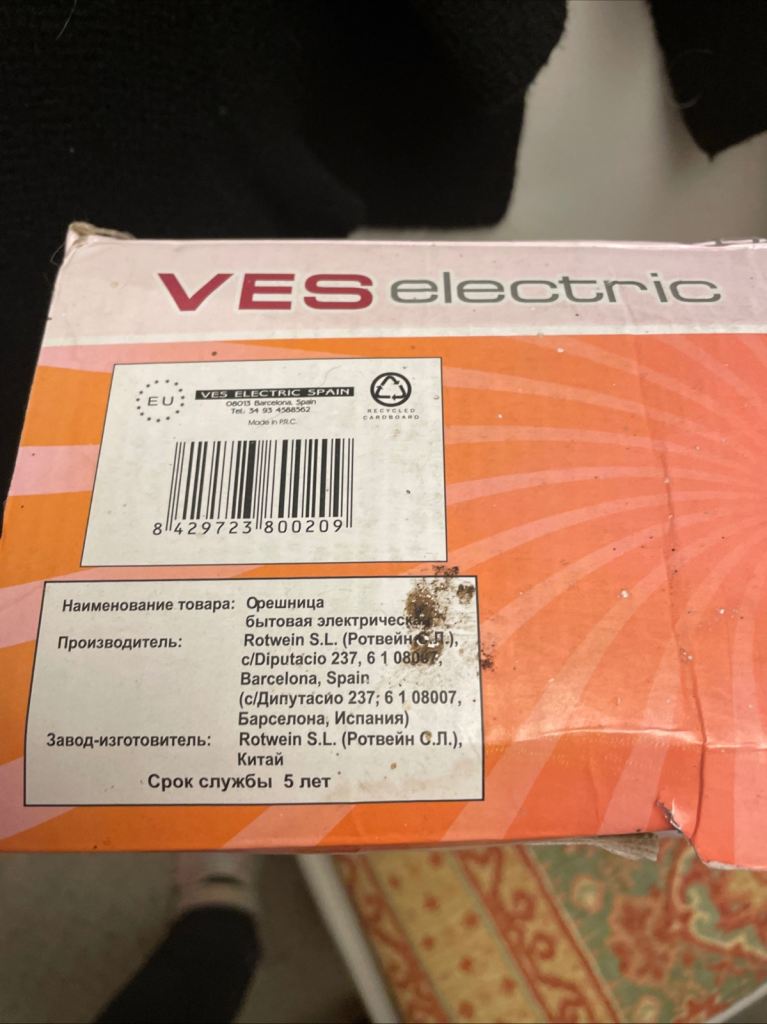 VES electric
EU
VES ELECTRIC SPAIN
08013 Barcelona, Spain
Tel.: 34 93 4588562
Made in P.R.C.
RECYCLED
CARDBOARD
8 429723 800209
Наименование товара: Орешница
бытовая электрическая
Производитель: Rotwein S.L. (Ротвейн С.Л.),
c/Diputacio 237, 6 1 08007,
Barcelona, Spain
(с/Дипутасио 237; 6 1 08007,
Барселона, Испания)
Завод-изготовитель: Rotwein S.L. (Ротвейн С.Л.),
Китай
Срок службы 5 лет